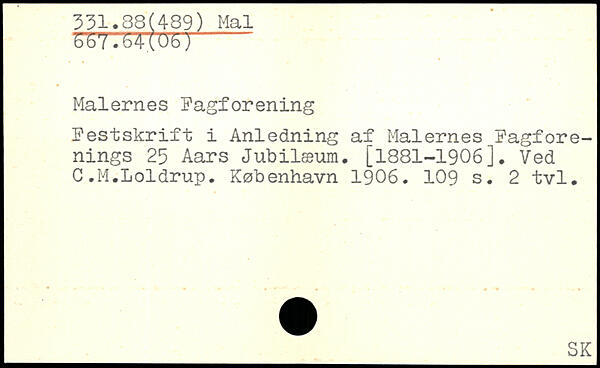 331.88(489) Mal
667.64(06)
Malernes Fagforening
Festskrift i Anledning af Malernes Fagfore-
nings 25 Aars Jubilæum. [1881-1906]. Ved
C.M.Loldrup. København 1906. 109 s. 2 tvl.
SK